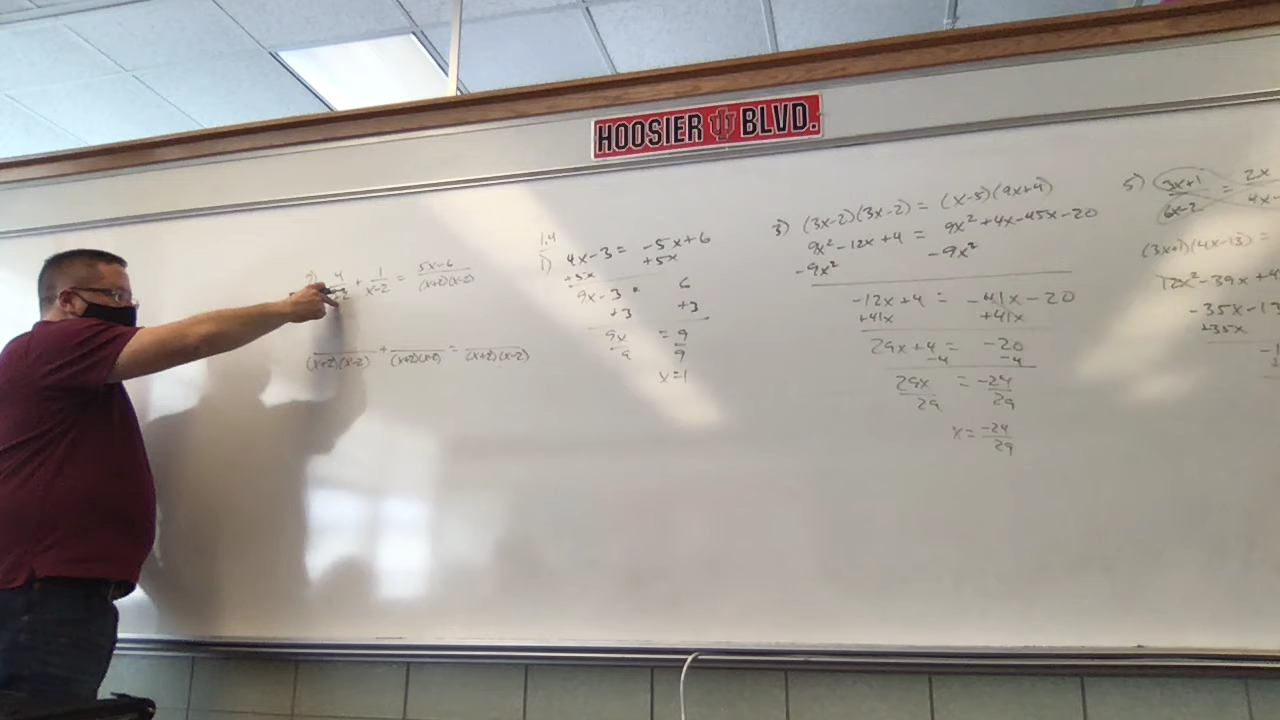 HOOSIER IU BLVD.
9) 4 + 1/x-2 = 5x-6/(x+2)(x-2)
(x+2)(x-2) + (x+2)(x-2) = (x+2)(x-2)
1.4
1) 4x-3 = -5x+6
+5x +5x
9x-3 = 6
+3 +3
9x/9 = 9/9
x=1
3) (3x-2)(3x-2) = (x-5)(9x+4)
9x²-12x+4 = 9x²+4x-45x-20
-9x² -9x²
-12x+4 = -41x-20
+41x +41x
29x+4 = -20
-4 -4
29x/29 = -24/29
x = -24/29
5) 3x+1/6x-2 = 2x/4x-
(3x+1)(4x-13) =
12x²-39x+4
-35x-13
+35x